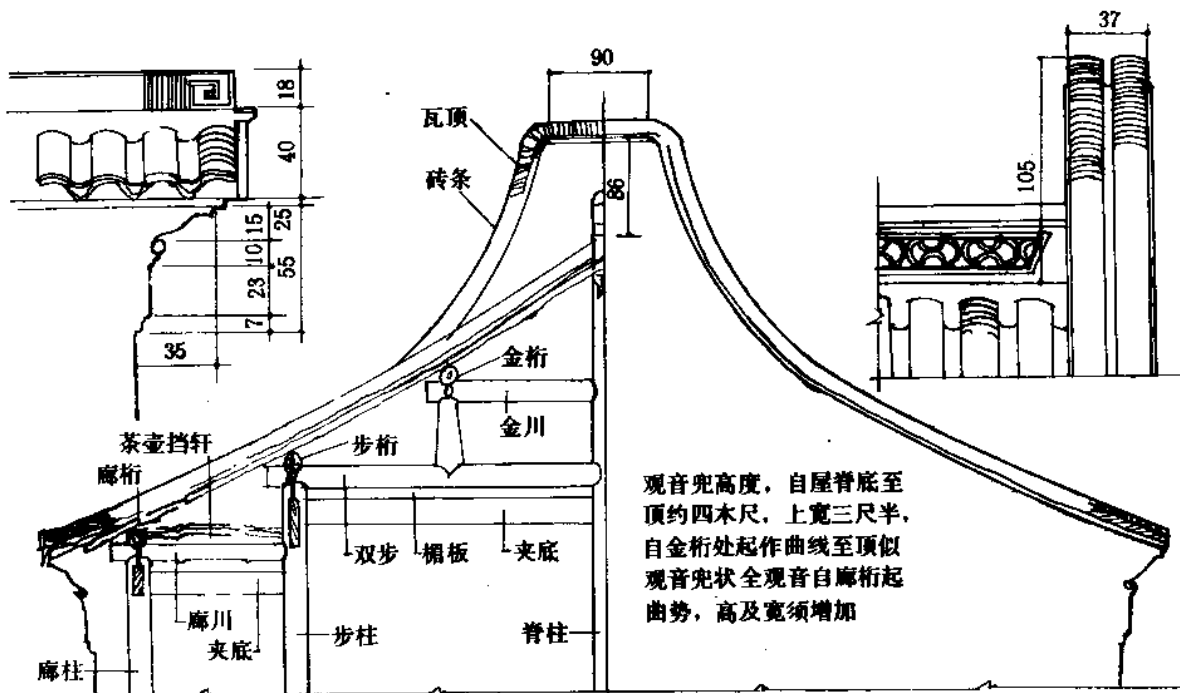 37
90
18
瓦顶
40
砖条
105
86
15
25
10
55
23
7
35
金桁
金川
茶壶挡轩
步桁
廊桁
观音兜高度，自屋脊底至
顶约四木尺，上宽三尺半，
自金桁处起作曲线至顶似
观音兜状全观音自廊桁起
曲势，高及宽须增加
双步
楣板
夹底
廊川
夹底
步柱
脊柱
廊柱